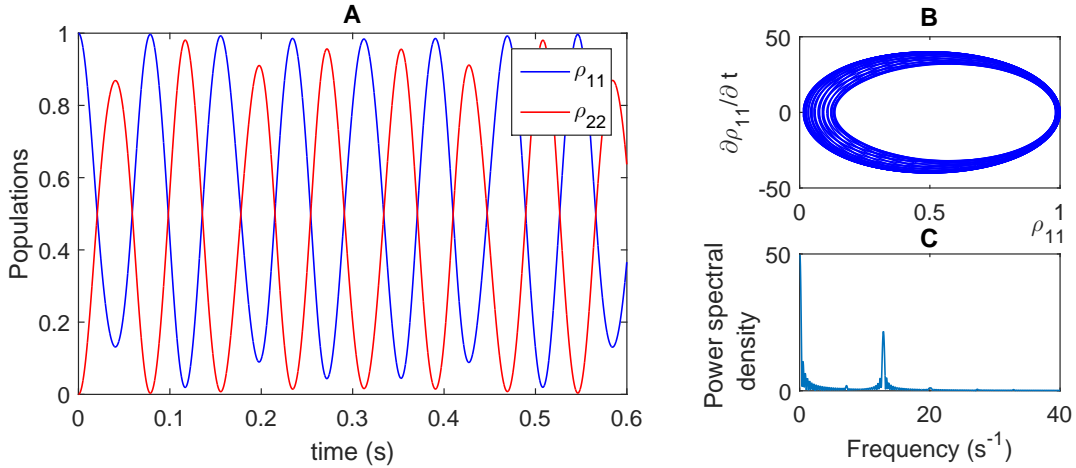 A
Populations
1
0.8
0.6
0.4
0.2
0
0 0.1 0.2 0.3 0.4 0.5 0.6
time (s)
ρ11
ρ22
B
∂ρ11/∂ t
50
0
-50
0 0.5 1
ρ11
C
Power spectral
density
50
0
0 20 40
Frequency (s-1)